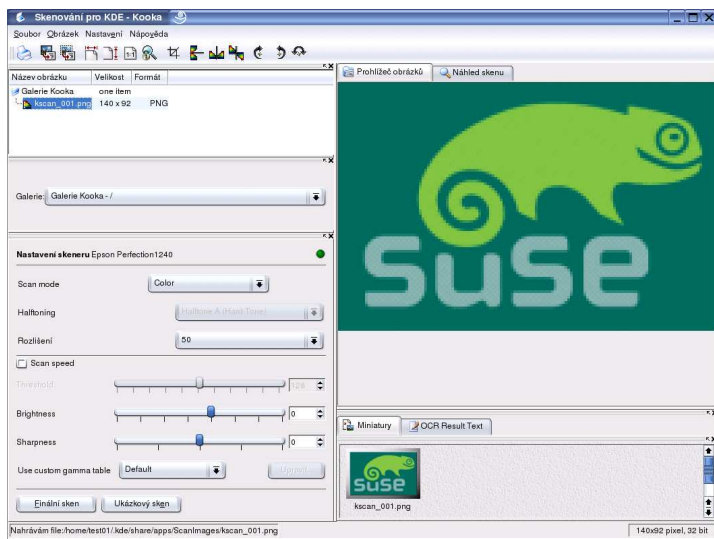 Skenování pro KDE - Kooka
Soubor Obrázek Nastavení Nápověda
Název obrázku Velikost Formát
Galerie Kooka one item
kscan_001.png 140 x 92 PNG
Galerie: Galerie Kooka - /
Nastavení skeneru Epson Perfection1240
Scan mode Color
Halftoning Halftone A (Hard Tone)
Rozlišení 50
Scan speed
Threshold 128
Brightness 0
Sharpness 0
Use custom gamma table Default Upravit...
Finální sken Ukázkový sken
Prohlížeč obrázků Náhled skenu
suse
Miniatury OCR Result Text
suse
kscan_001.png
Nahrávám file:/home/test01/.kde/share/apps/ScanImages/kscan_001.png
140x92 pixel, 32 bit